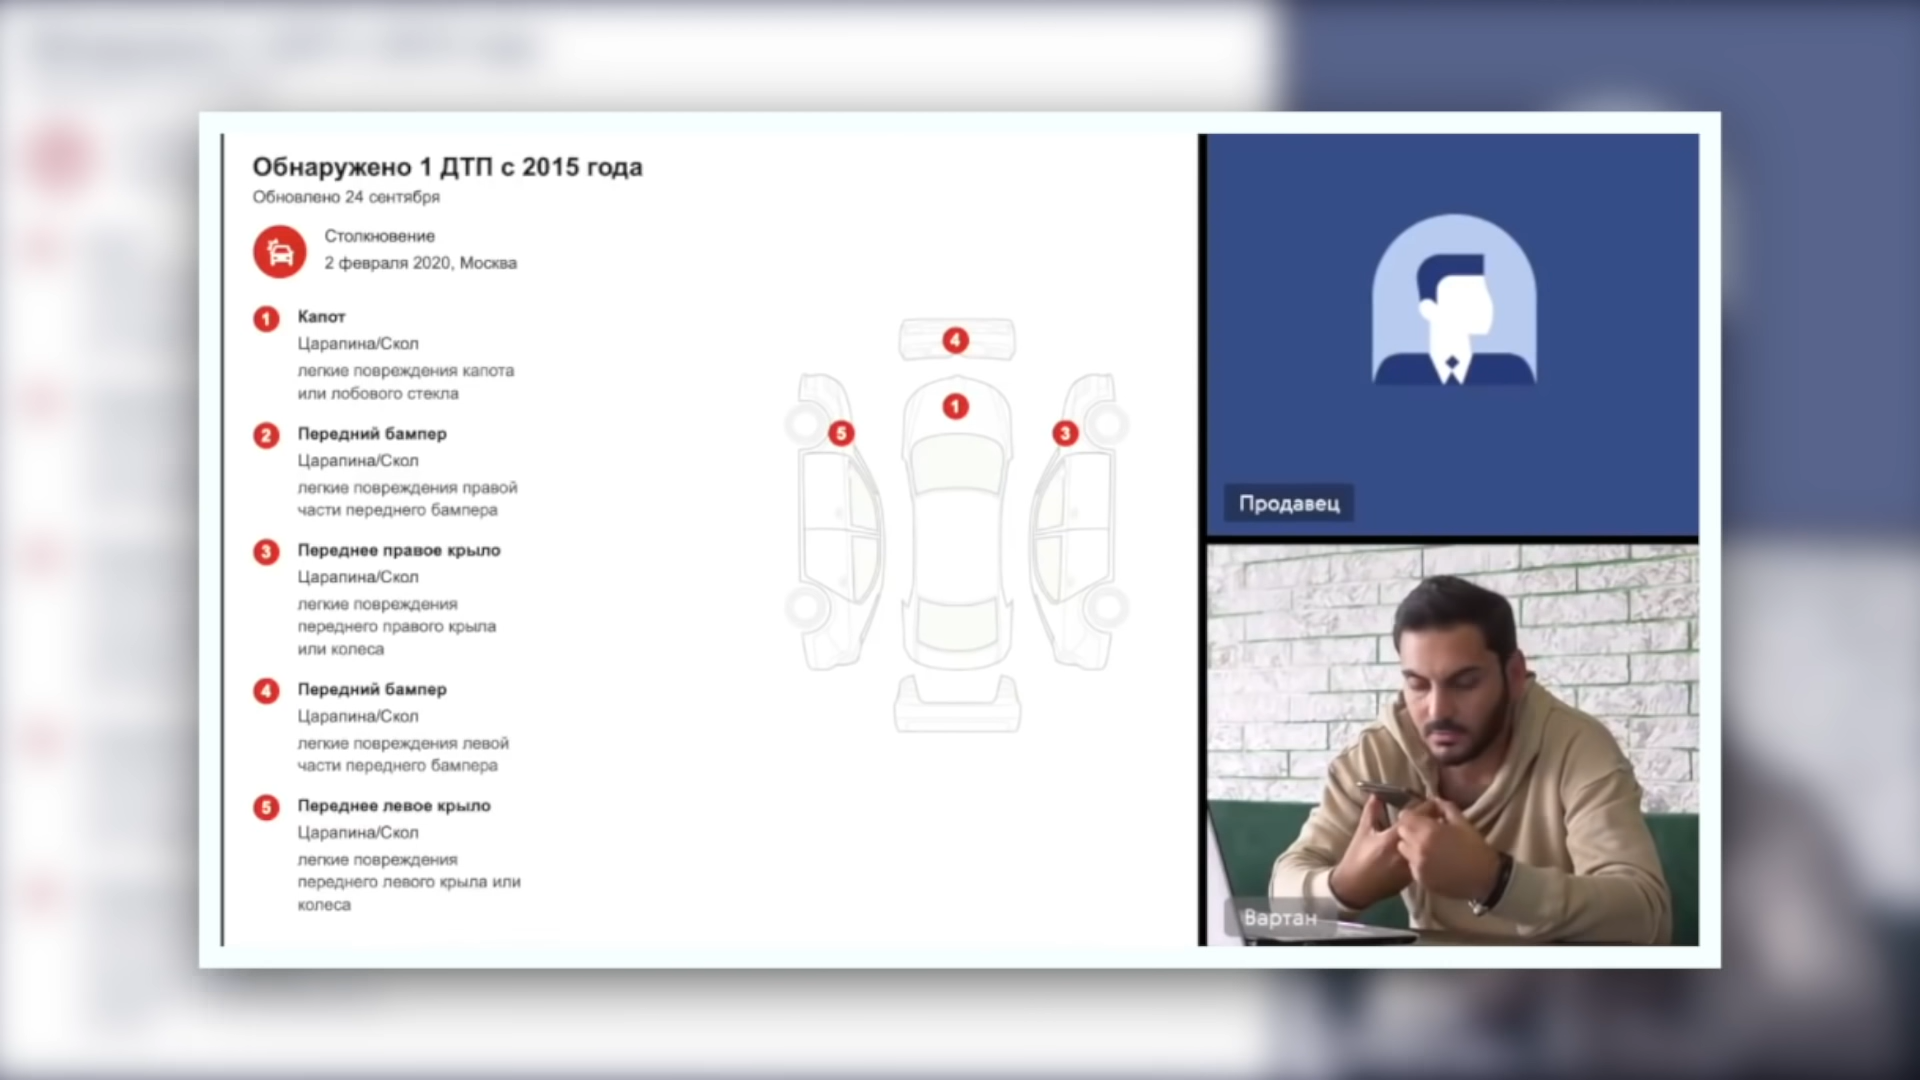 Обнаружено 1 ДТП с 2015 года
Обновлено 24 сентября
Столкновение
2 февраля 2020, Москва
1 Капот
Царапина/Скол
легкие повреждения капота
или лобового стекла
2 Передний бампер
Царапина/Скол
легкие повреждения правой
части переднего бампера
3 Переднее правое крыло
Царапина/Скол
легкие повреждения
переднего правого крыла
или колеса
4 Передний бампер
Царапина/Скол
легкие повреждения левой
части переднего бампера
5 Переднее левое крыло
Царапина/Скол
легкие повреждения
переднего левого крыла или
колеса
4
1
5
3
Продавец
Вартан